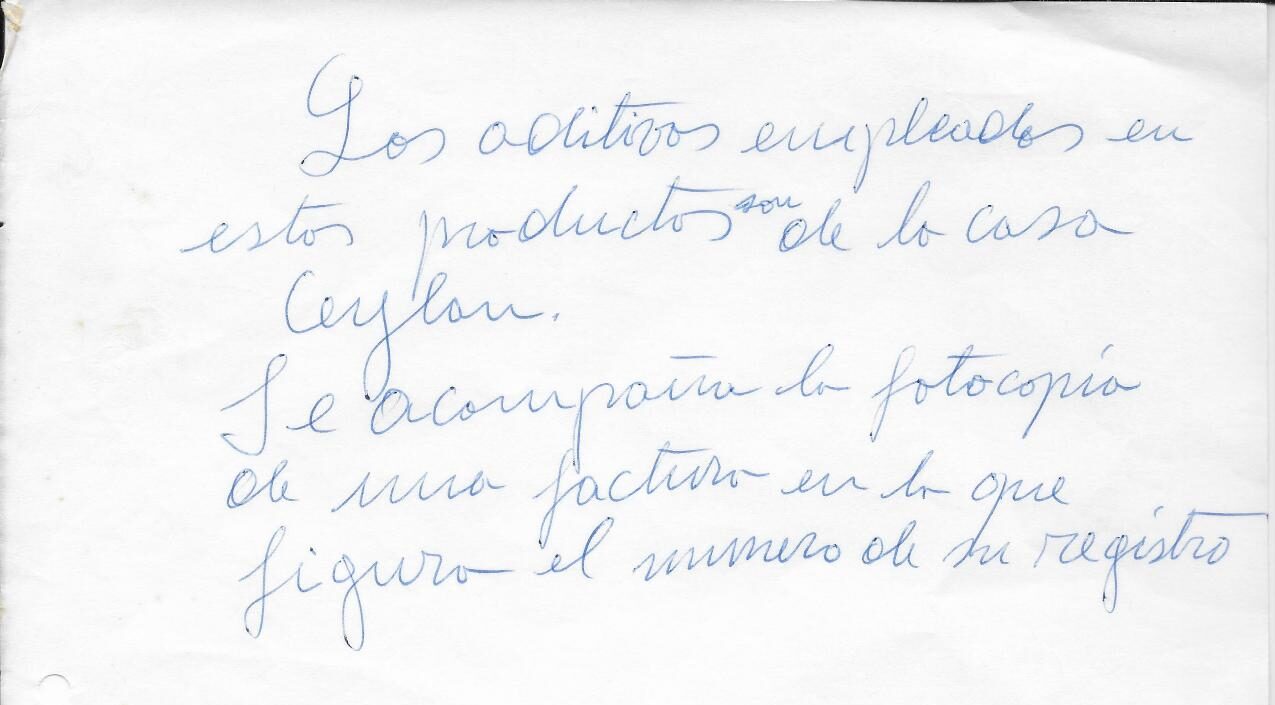 Los aditivos empleados en
estos productos son de la casa
Ceylan.
Se acompaña la fotocopia
de una factura en la que
figura el numero de su registro